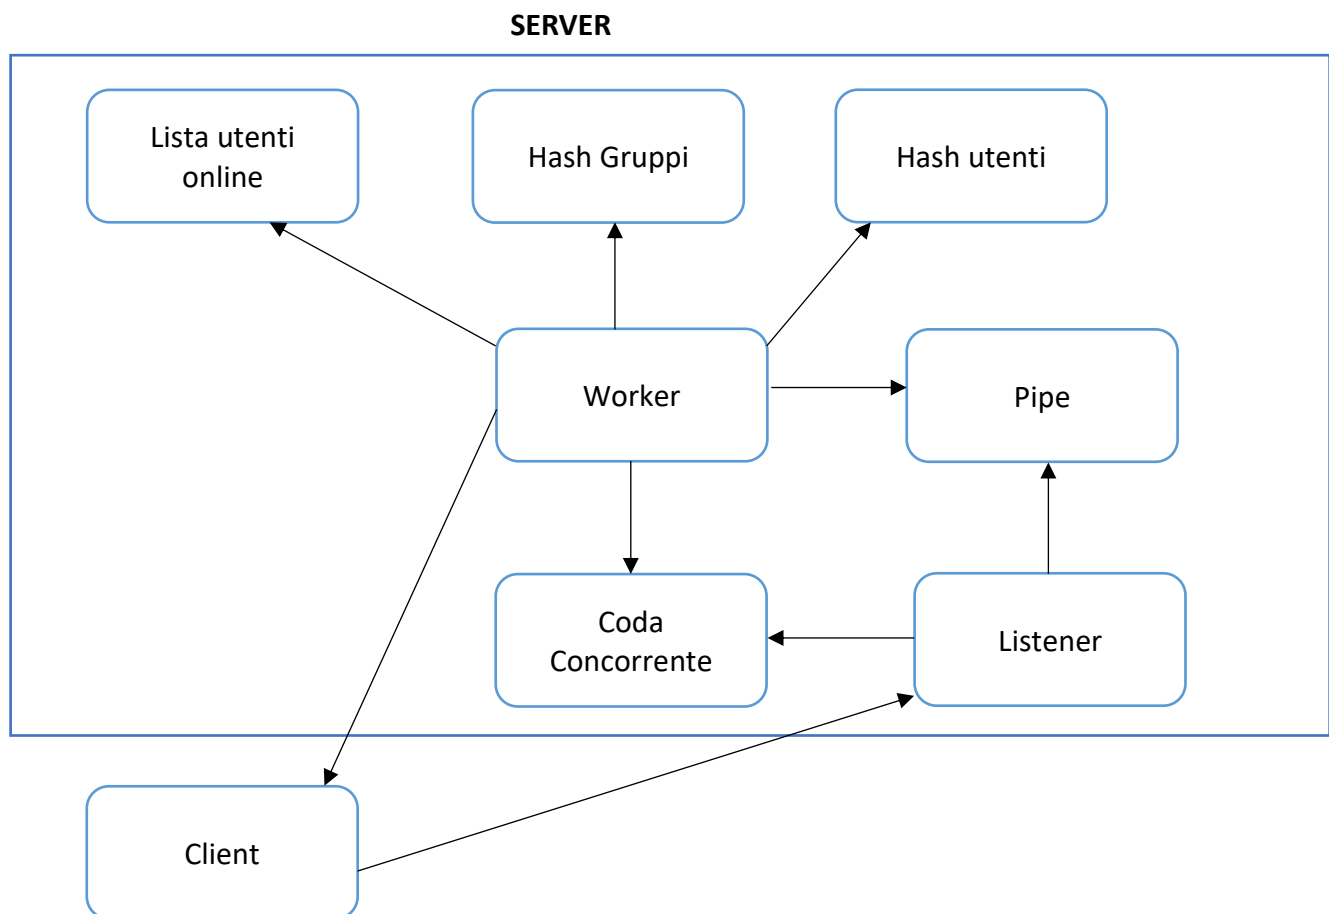 SERVER
Lista utenti
online
Hash Gruppi
Hash utenti
Worker
Pipe
Coda
Concorrente
Listener
Client